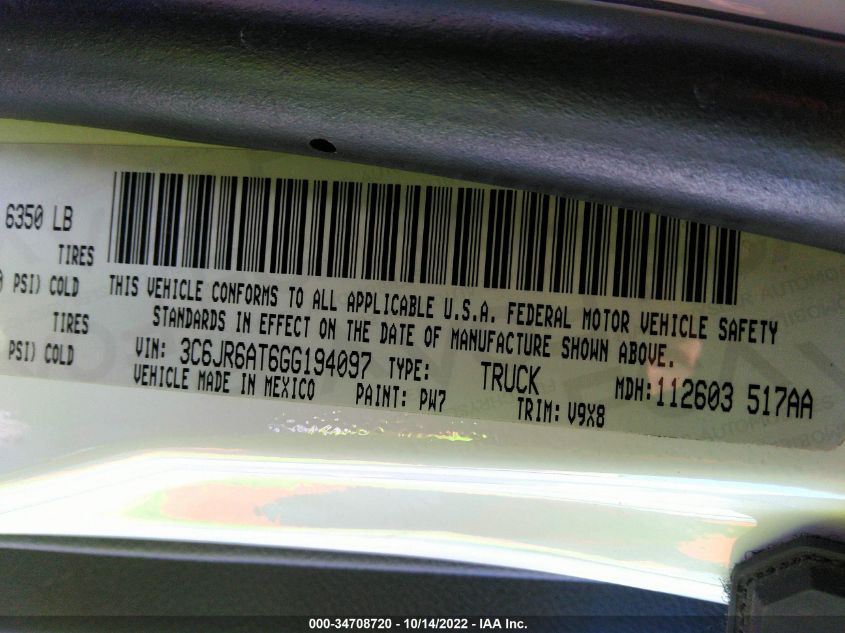 6350 LB
TIRES
PSI) COLD
TIRES
PSI) COLD
THIS VEHICLE CONFORMS TO ALL APPLICABLE U.S.A. FEDERAL MOTOR VEHICLE SAFETY
STANDARDS IN EFFECT ON THE DATE OF MANUFACTURE SHOWN ABOVE.
VIN: 3C6JR6AT6GG194097 TYPE: TRUCK MDH:112603 517AA
VEHICLE MADE IN MEXICO PAINT: PW7 TRIM: V9X8
000-34708720 - 10/14/2022 - IAA Inc.